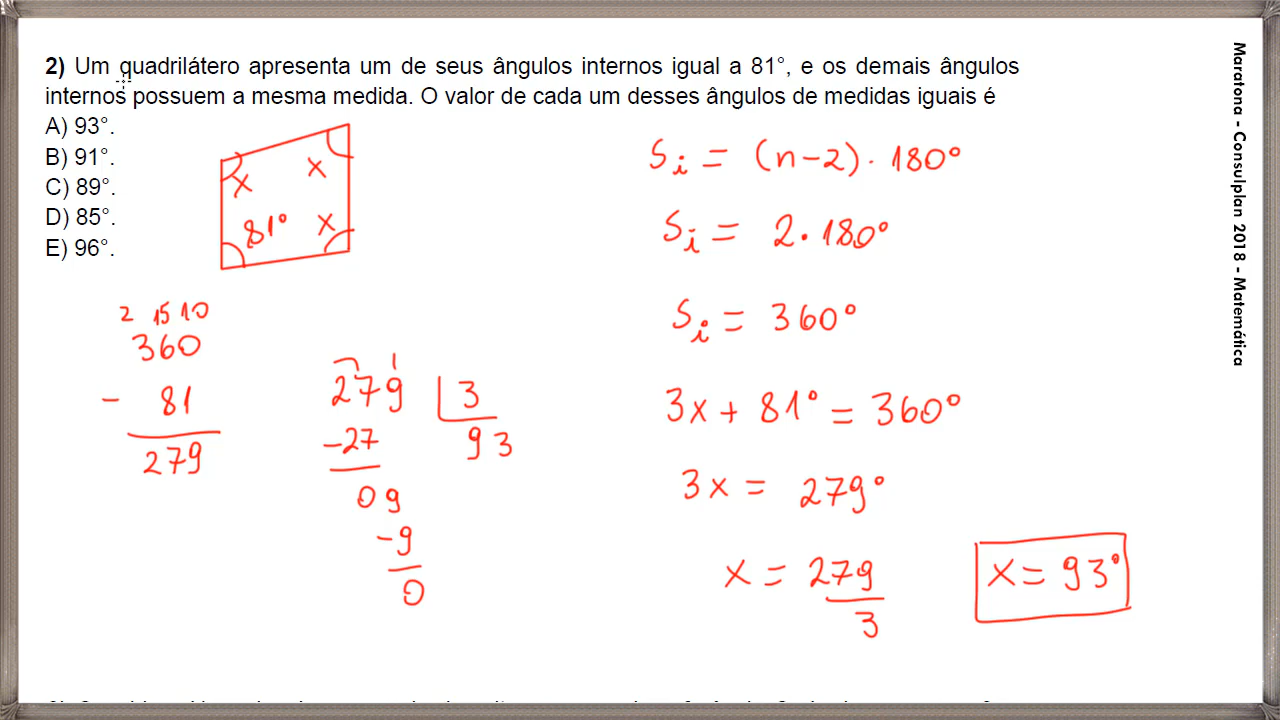 2) Um quadrilátero apresenta um de seus ângulos internos igual a 81°, e os demais ângulos
internos possuem a mesma medida. O valor de cada um desses ângulos de medidas iguais é
A) 93°.
B) 91°.
C) 89°.
D) 85°.
E) 96°.
x x
81° x
2 15 10
360
- 81
279
279 3
-27 93
09
-9
0
Si = (n-2) · 180°
Si = 2 · 180°
Si = 360°
3x + 81° = 360°
3x = 279°
x = 279
3
x = 93°
Maratona - Consulplan 2018 - Matemática